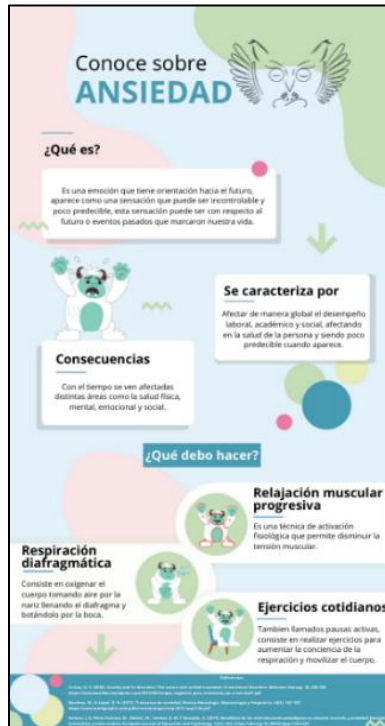 Conoce sobre
ANSIEDAD
¿Qué es?
Es una emoción que tiene orientación hacia el futuro,
aparece como una sensación que puede ser incontrolable y
poco predecible, esta sensación puede ser con respecto al
futuro o eventos pasados que marcaron nuestra vida.
Se caracteriza por
Afectar de manera global el desempeño
laboral, académico y social, afectando
en la salud de la persona y siendo poco
predecible cuando aparece.
Consecuencias
Con el tiempo se ven afectadas
distintas áreas como la salud física,
mental, emocional y social.
¿Qué debo hacer?
Relajación muscular
progresiva
Es una técnica de activación
fisiológica que permite disminuir la
tensión muscular.
Respiración
diafragmática
Consiste en oxigenar el
cuerpo tomando aire por la
nariz llenando el diafragma y
botándolo por la boca.
Ejercicios cotidianos
Tambien llamados pausas activas,
consiste en realizar ejercicios para
aumentar la conciencia de la
respiración y movilizar el cuerpo.